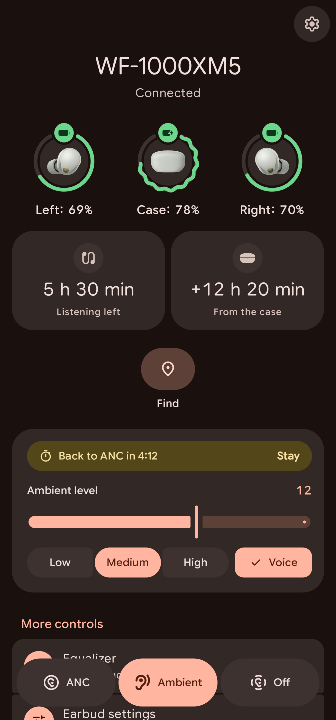 WF-1000XM5
Connected
Left: 69%
Case: 78%
Right: 70%
5 h 30 min
Listening left
+12 h 20 min
From the case
Find
Back to ANC in 4:12
Stay
Ambient level
12
Low
Medium
High
Voice
More controls
Equalizer
ANC
Ambient
Off
Earbud settings